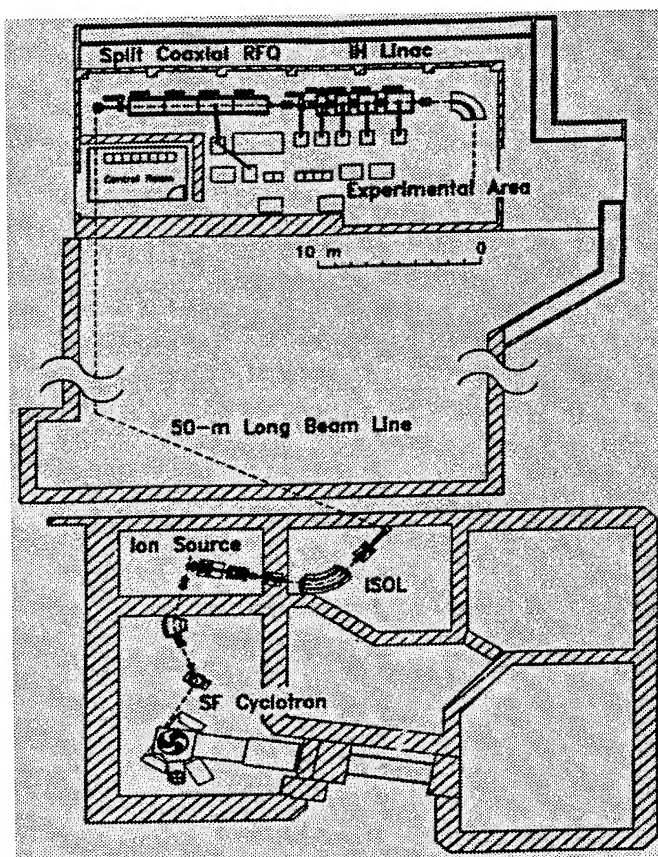 Split Coaxial RFQ IH Linac
Control Room
Experimental Area
10 m 0
50-m Long Beam Line
Ion Source
ISOL
SF Cyclotron